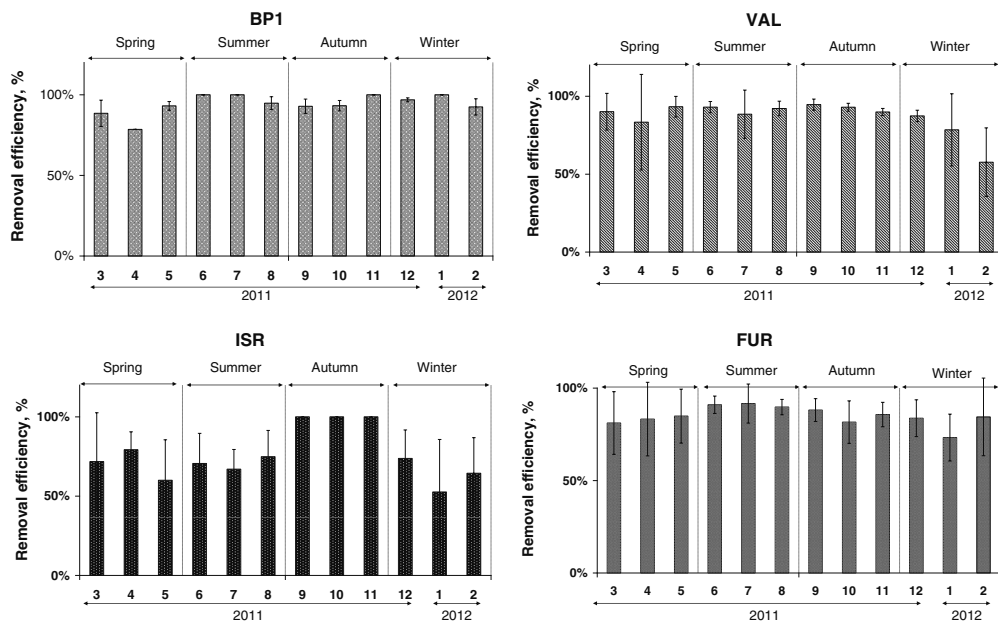 BP1
Spring Summer Autumn Winter
Removal efficiency, %
100%
50%
0%
3 4 5 6 7 8 9 10 11 12 1 2
2011 2012
VAL
Spring Summer Autumn Winter
Removal efficiency, %
100%
50%
0%
3 4 5 6 7 8 9 10 11 12 1 2
2011 2012
ISR
Spring Summer Autumn Winter
Removal efficiency, %
100%
50%
0%
3 4 5 6 7 8 9 10 11 12 1 2
2011 2012
FUR
Spring Summer Autumn Winter
Removal efficiency, %
100%
50%
0%
3 4 5 6 7 8 9 10 11 12 1 2
2011 2012